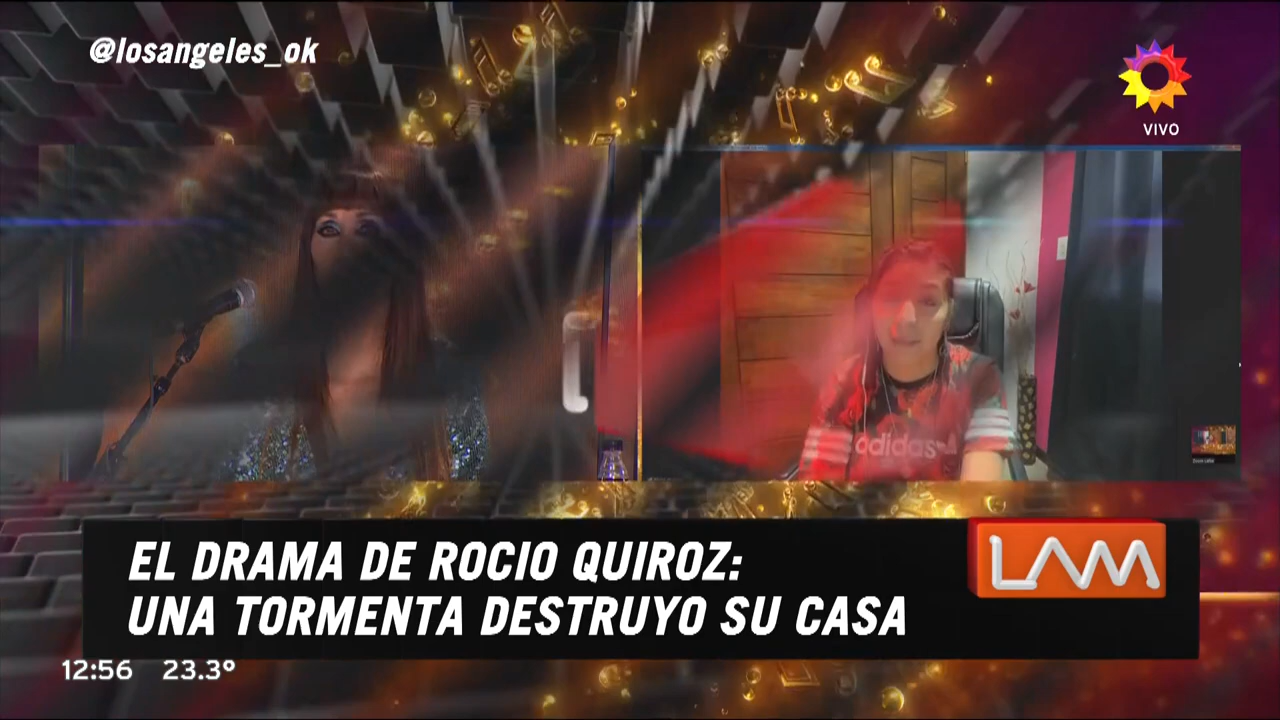 @losangeles_ok
VIVO
adidas
EL DRAMA DE ROCIO QUIROZ:
UNA TORMENTA DESTRUYO SU CASA
LAM
12:56 23.3°